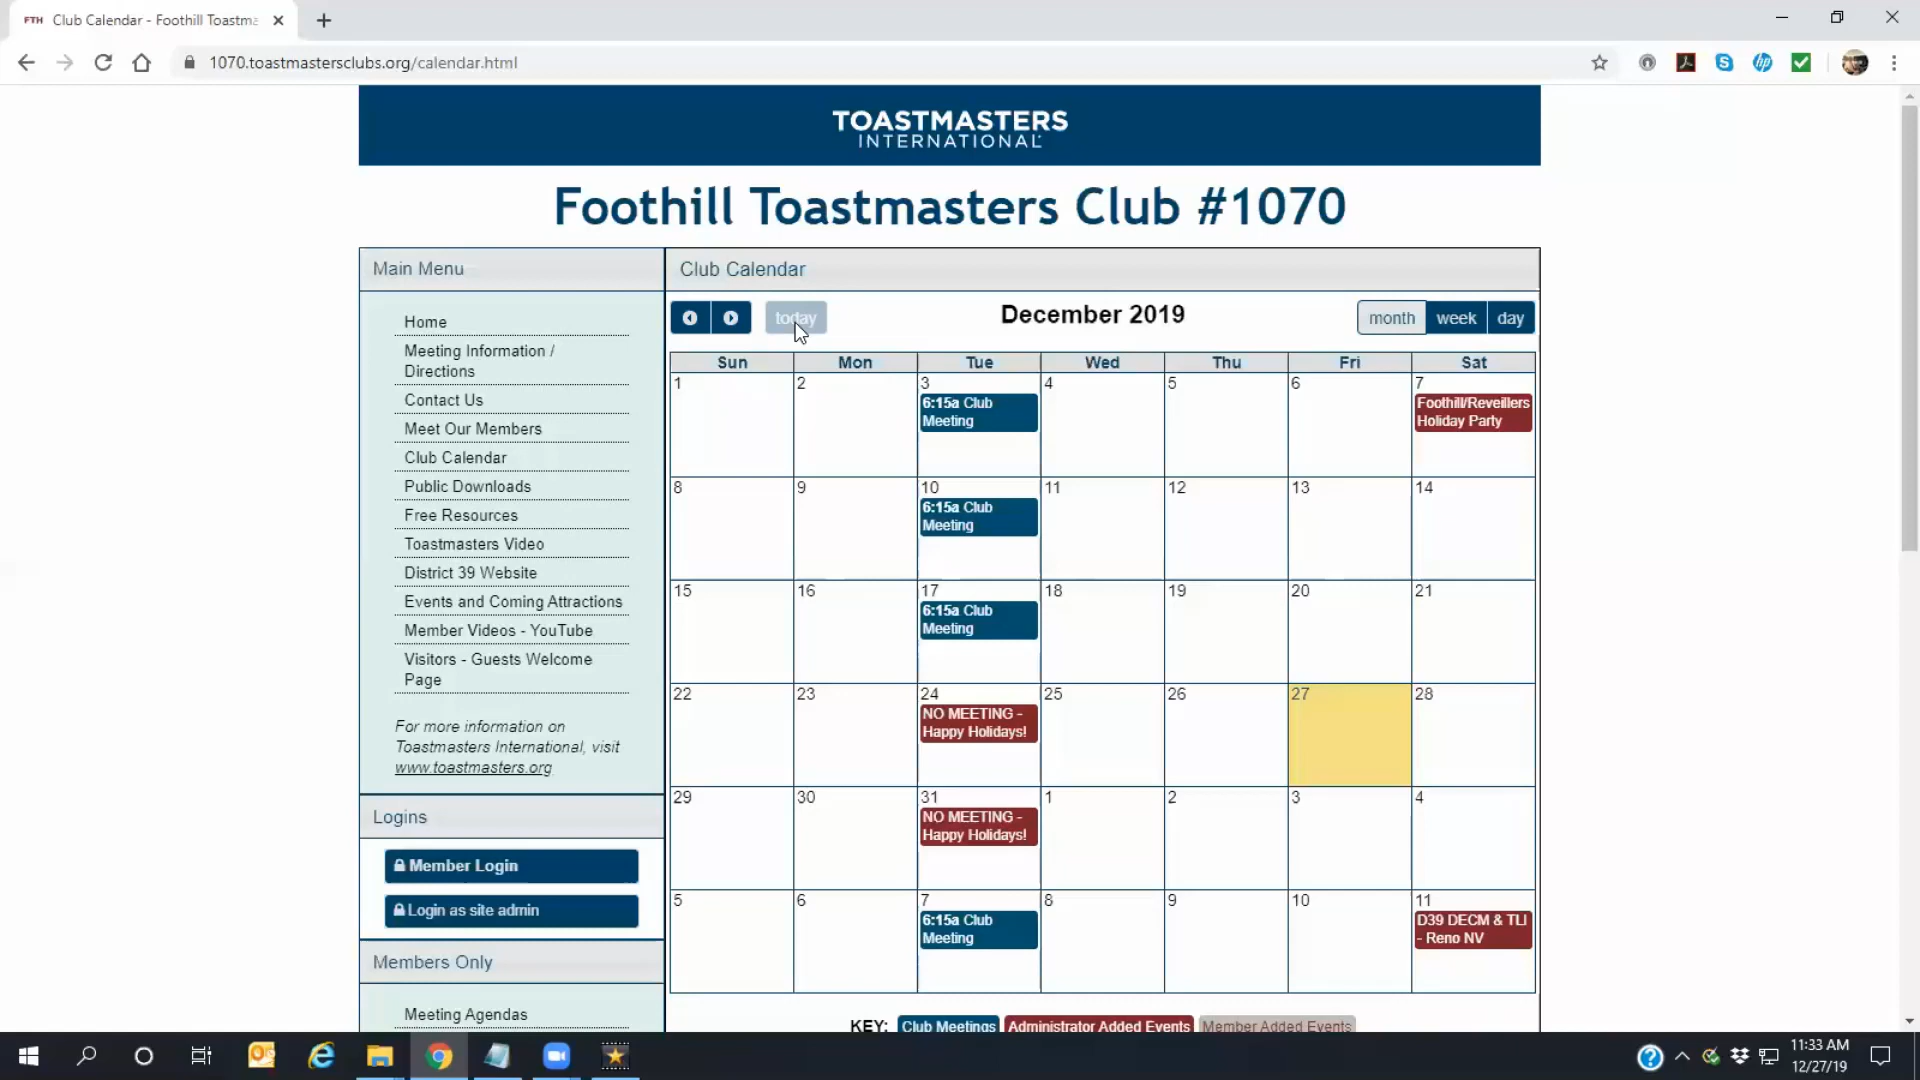 FTH Club Calendar - Foothill Toastma
1070.toastmastersclubs.org/calendar.html
TOASTMASTERS
INTERNATIONAL
Foothill Toastmasters Club #1070
Main Menu
Home
Meeting Information /
Directions
Contact Us
Meet Our Members
Club Calendar
Public Downloads
Free Resources
Toastmasters Video
District 39 Website
Events and Coming Attractions
Member Videos - YouTube
Visitors - Guests Welcome
Page
For more information on
Toastmasters International, visit
www.toastmasters.org
Logins
Member Login
Login as site admin
Members Only
Meeting Agendas
Club Calendar
today December 2019 month week day
Sun Mon Tue Wed Thu Fri Sat
1 2 3 4 5 6 7
6:15a Club Foothill/Reveillers
Meeting Holiday Party
8 9 10 11 12 13 14
6:15a Club
Meeting
15 16 17 18 19 20 21
6:15a Club
Meeting
22 23 24 25 26 27 28
NO MEETING -
Happy Holidays!
29 30 31 1 2 3 4
NO MEETING -
Happy Holidays!
5 6 7 8 9 10 11
6:15a Club D39 DECM & TLI
Meeting - Reno NV
KEY: Club Meetings Administrator Added Events Member Added Events
11:33 AM
12/27/19